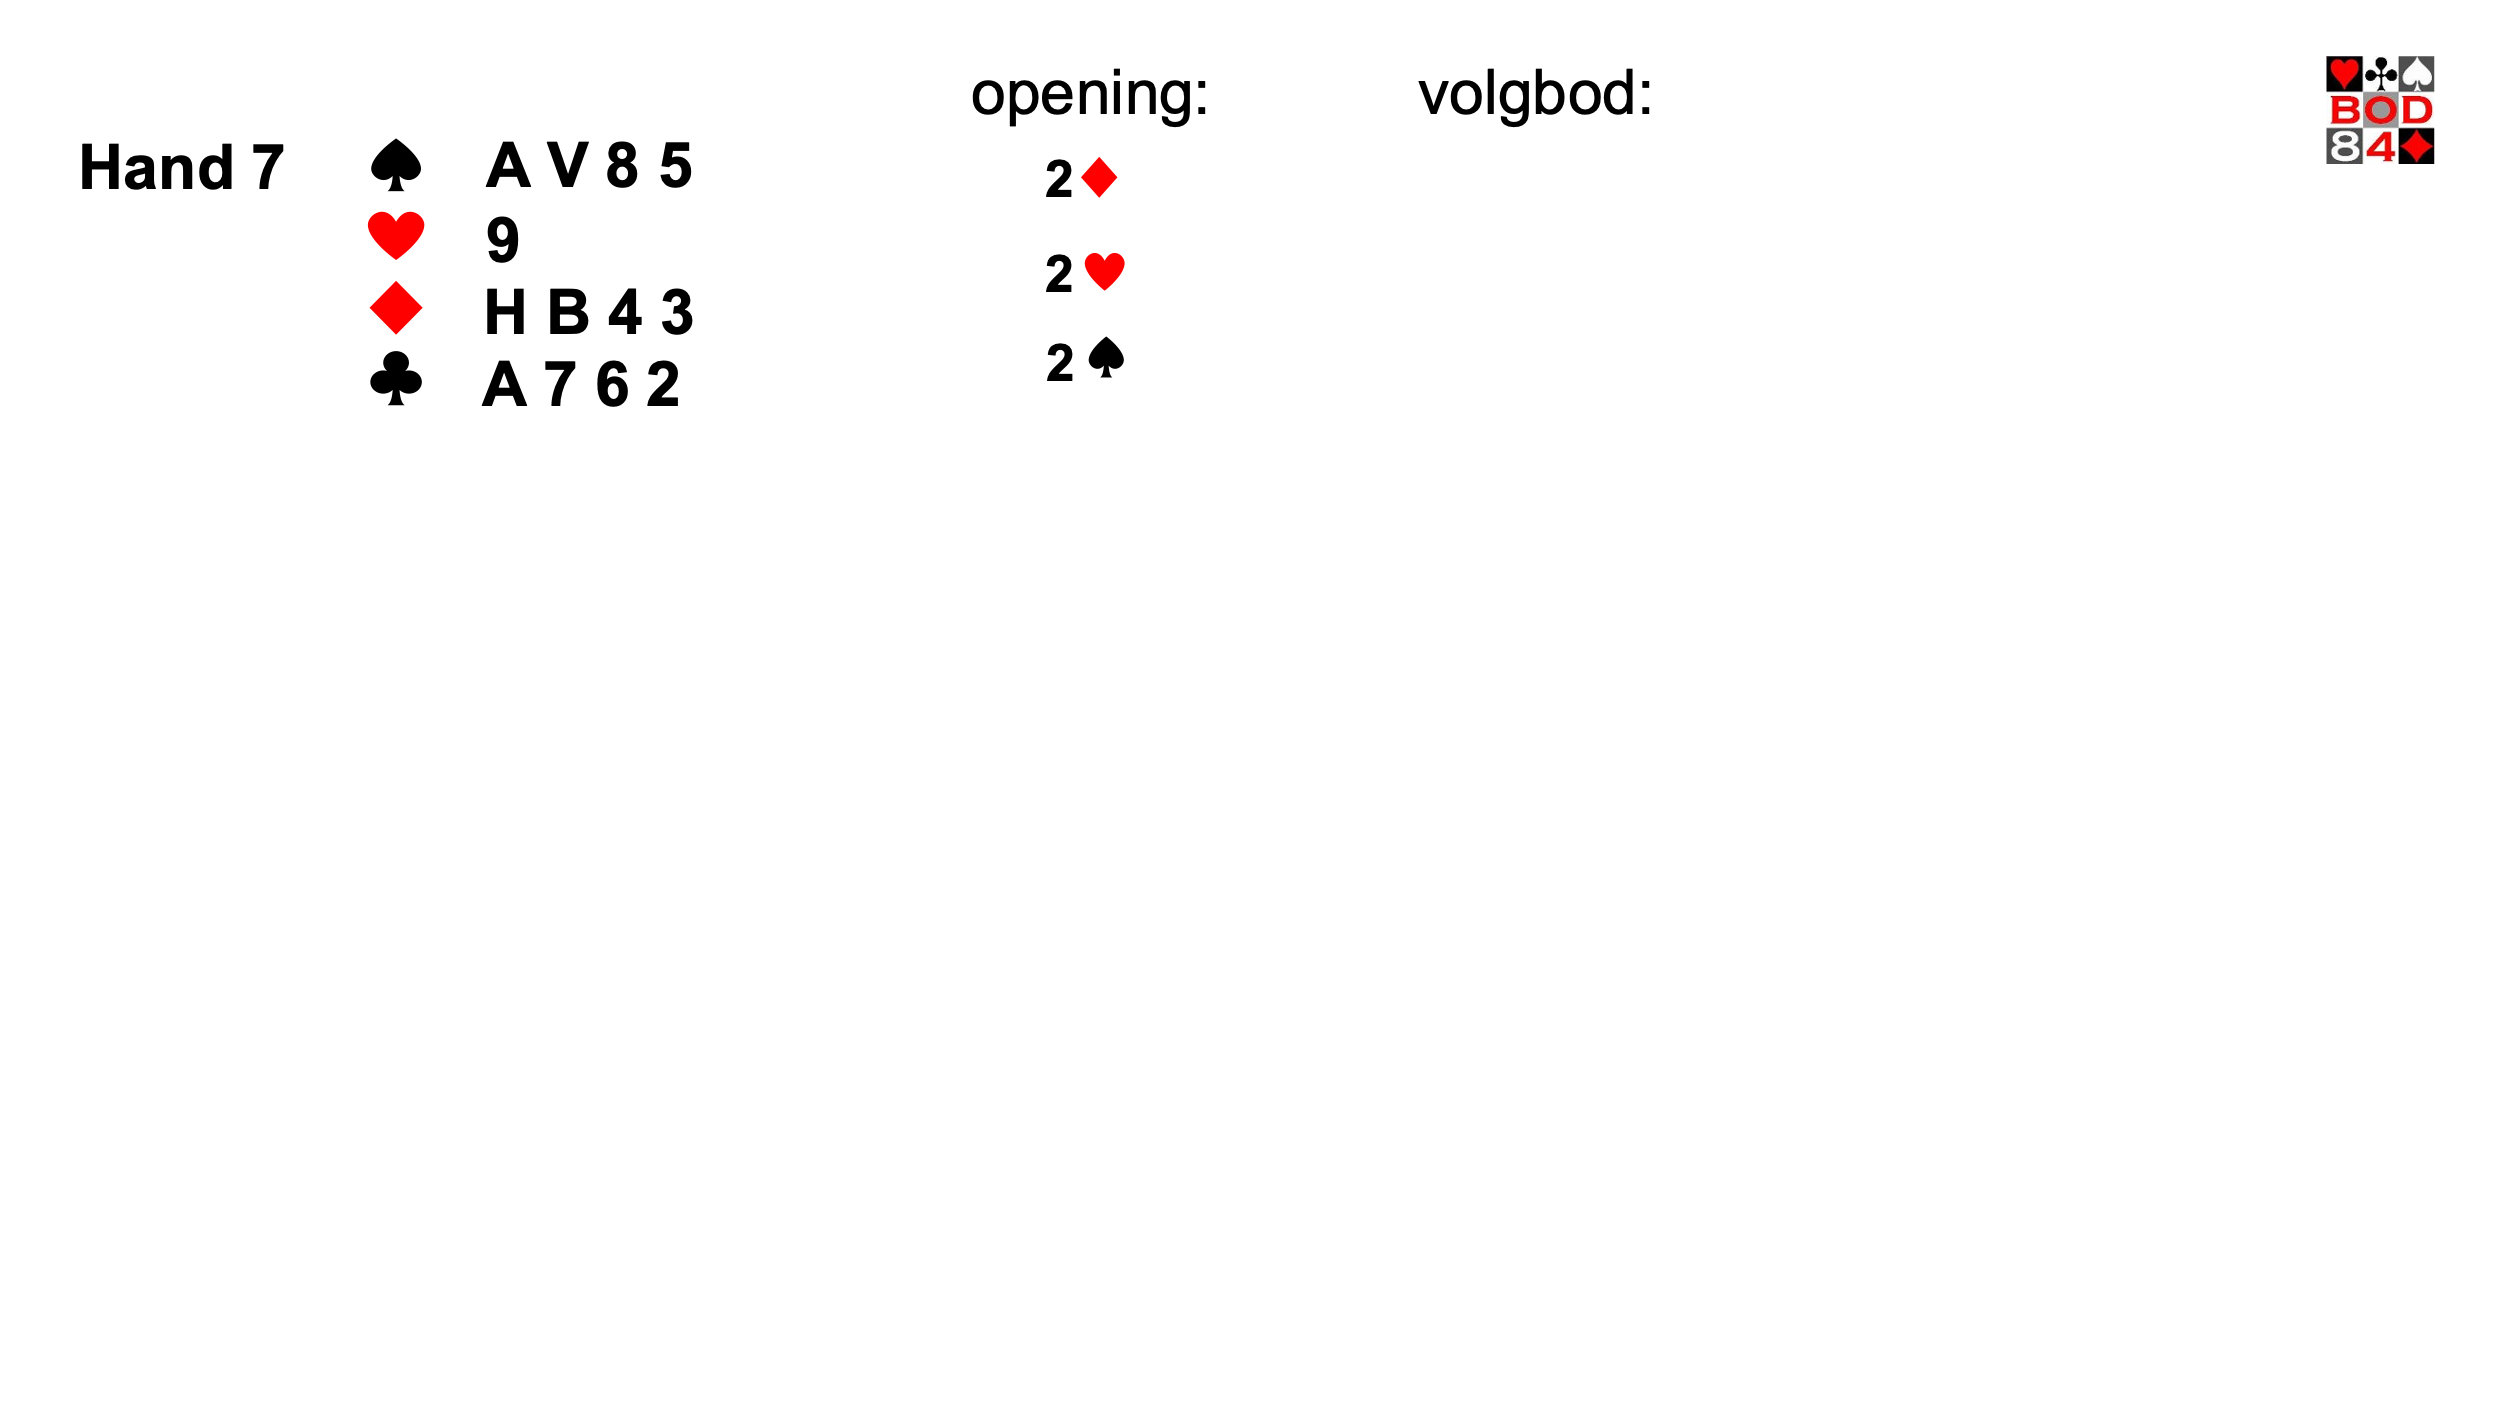 opening: volgbod:
Hand 7 ♠ A V 8 5
♥ 9
♦ H B 4 3
♣ A 7 6 2
2♦
2♥
2♠
BOD
84